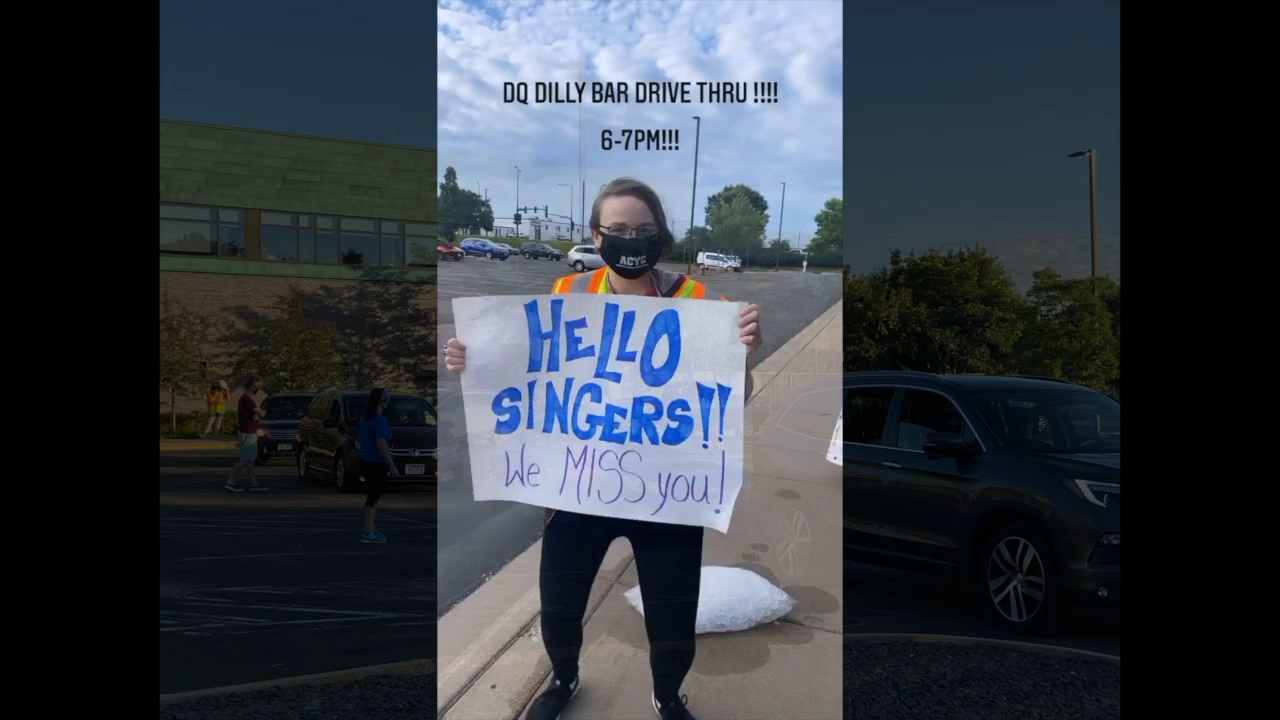 DQ DILLY BAR DRIVE THRU !!!!
6-7PM!!!
ACYC
HELLO
SINGERS!!
We MISS you!